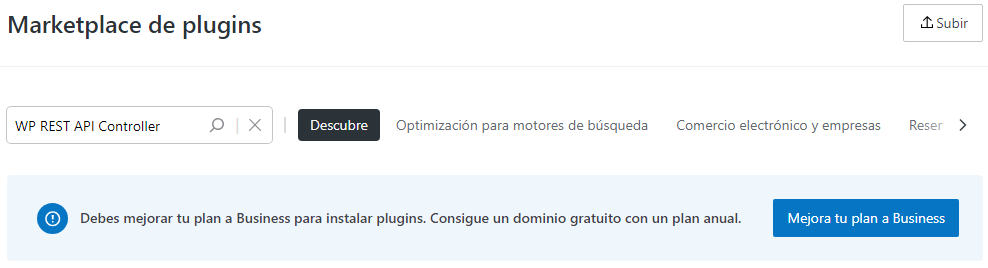 Marketplace de plugins
Subir
WP REST API Controller
Descubre
Optimización para motores de búsqueda
Comercio electrónico y empresas
Reser
Debes mejorar tu plan a Business para instalar plugins. Consigue un dominio gratuito con un plan anual.
Mejora tu plan a Business